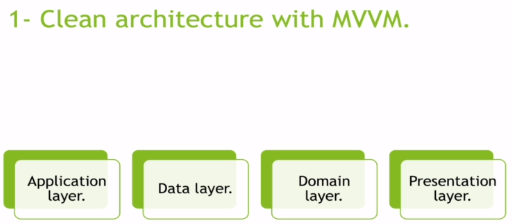 1- Clean architecture with MVVM.
Application
layer.
Data layer.
Domain
layer.
Presentation
layer.